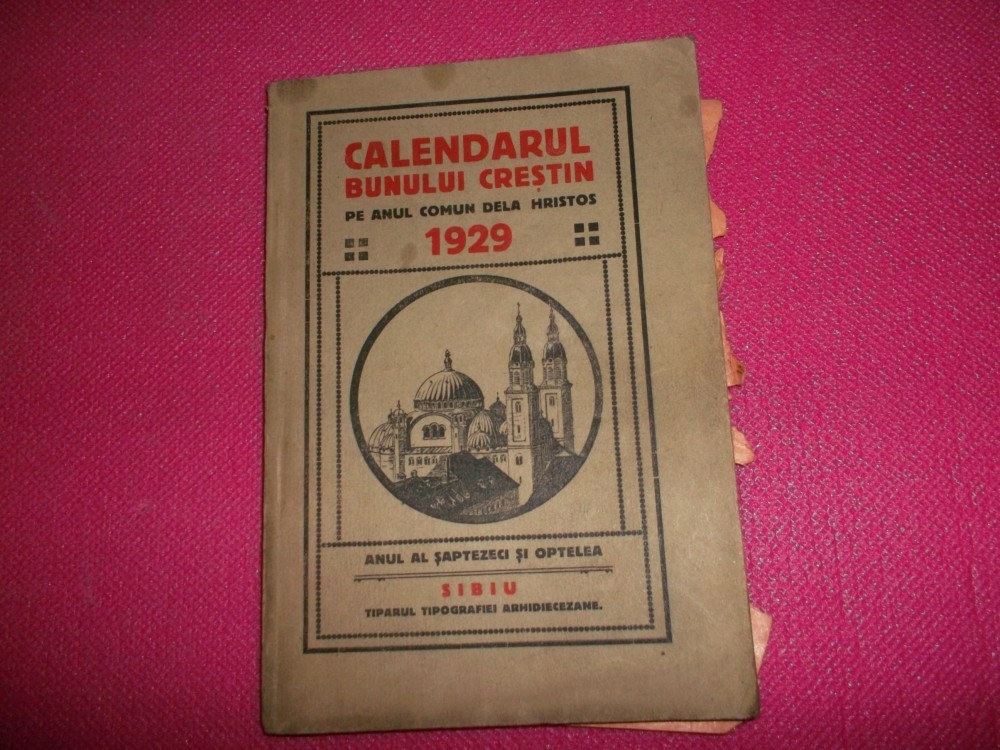 CALENDARUL
BUNULUI CREȘTIN
PE ANUL COMUN DELA HRISTOS
1929
ANUL AL ȘAPTEZECI ȘI OPTELEA
SIBIU
TIPARUL TIPOGRAFIEI ARHIDIECEZANE.